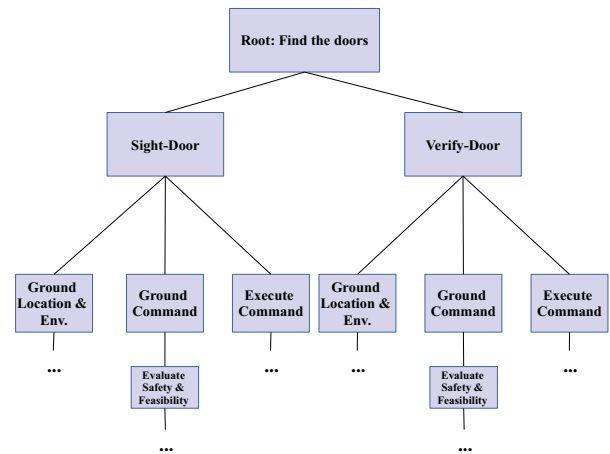 Root: Find the doors
Sight-Door
Verify-Door
Ground
Location &
Env.
Ground
Command
Execute
Command
Ground
Location &
Env.
Ground
Command
Execute
Command
...
Evaluate
Safety &
Feasibility
...
...
Evaluate
Safety &
Feasibility
...
...
...